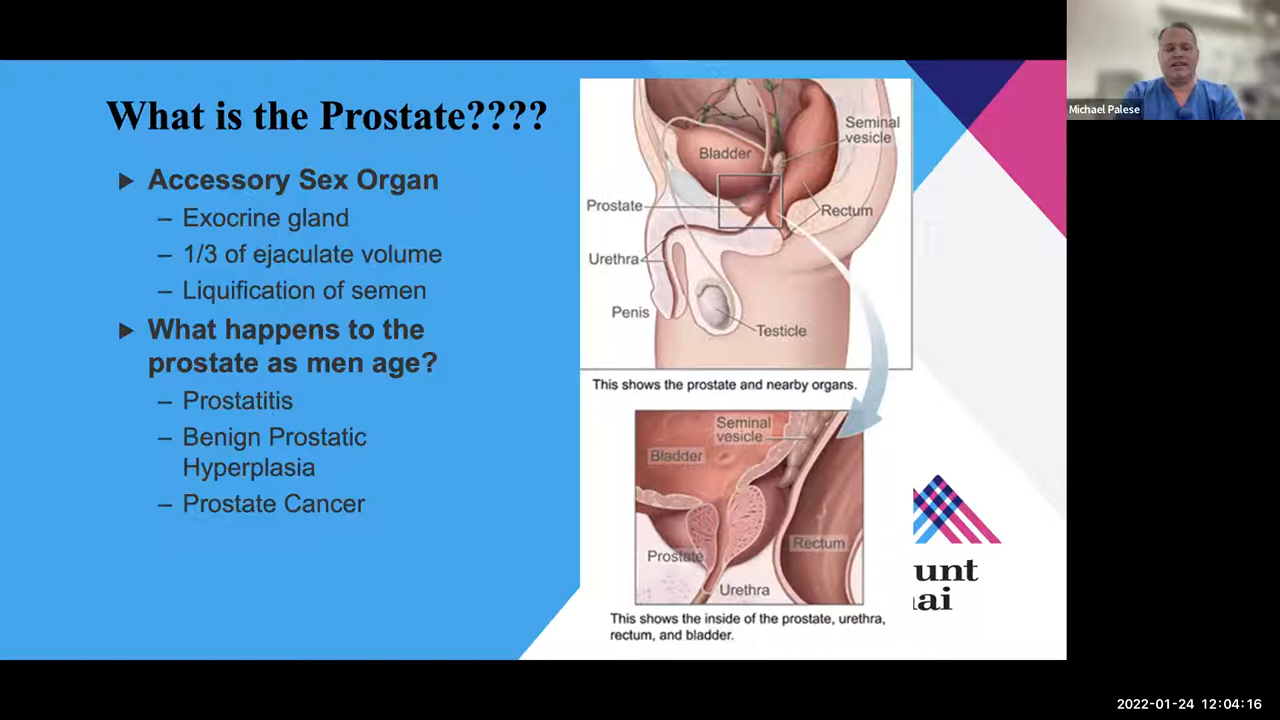 What is the Prostate????
Accessory Sex Organ
– Exocrine gland
– 1/3 of ejaculate volume
– Liquification of semen
What happens to the
prostate as men age?
– Prostatitis
– Benign Prostatic
Hyperplasia
– Prostate Cancer
Bladder
Seminal
vesicle
Prostate
Rectum
Urethra
Penis
Testicle
This shows the prostate and nearby organs.
Seminal
vesicle
Bladder
Prostate
Rectum
Urethra
This shows the inside of the prostate, urethra,
rectum, and bladder.
unt
ai
Michael Palese
2022-01-24 12:04:16